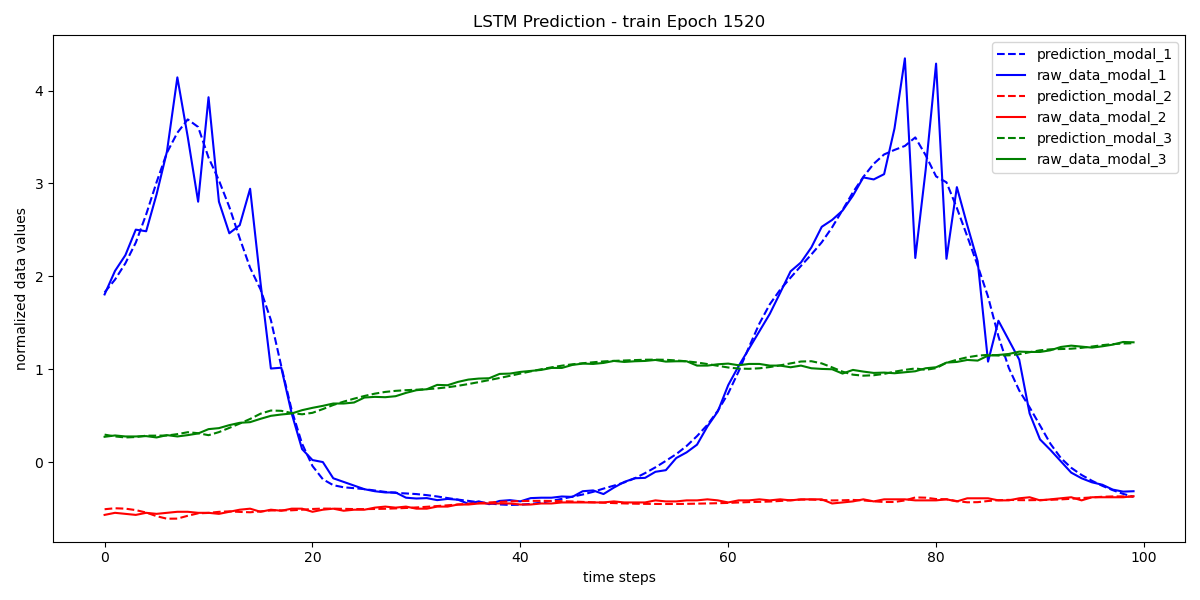 LSTM Prediction - train Epoch 1520
prediction_modal_1
raw_data_modal_1
prediction_modal_2
raw_data_modal_2
prediction_modal_3
raw_data_modal_3
normalized data values
4
3
2
1
0
0
20
40
60
80
100
time steps